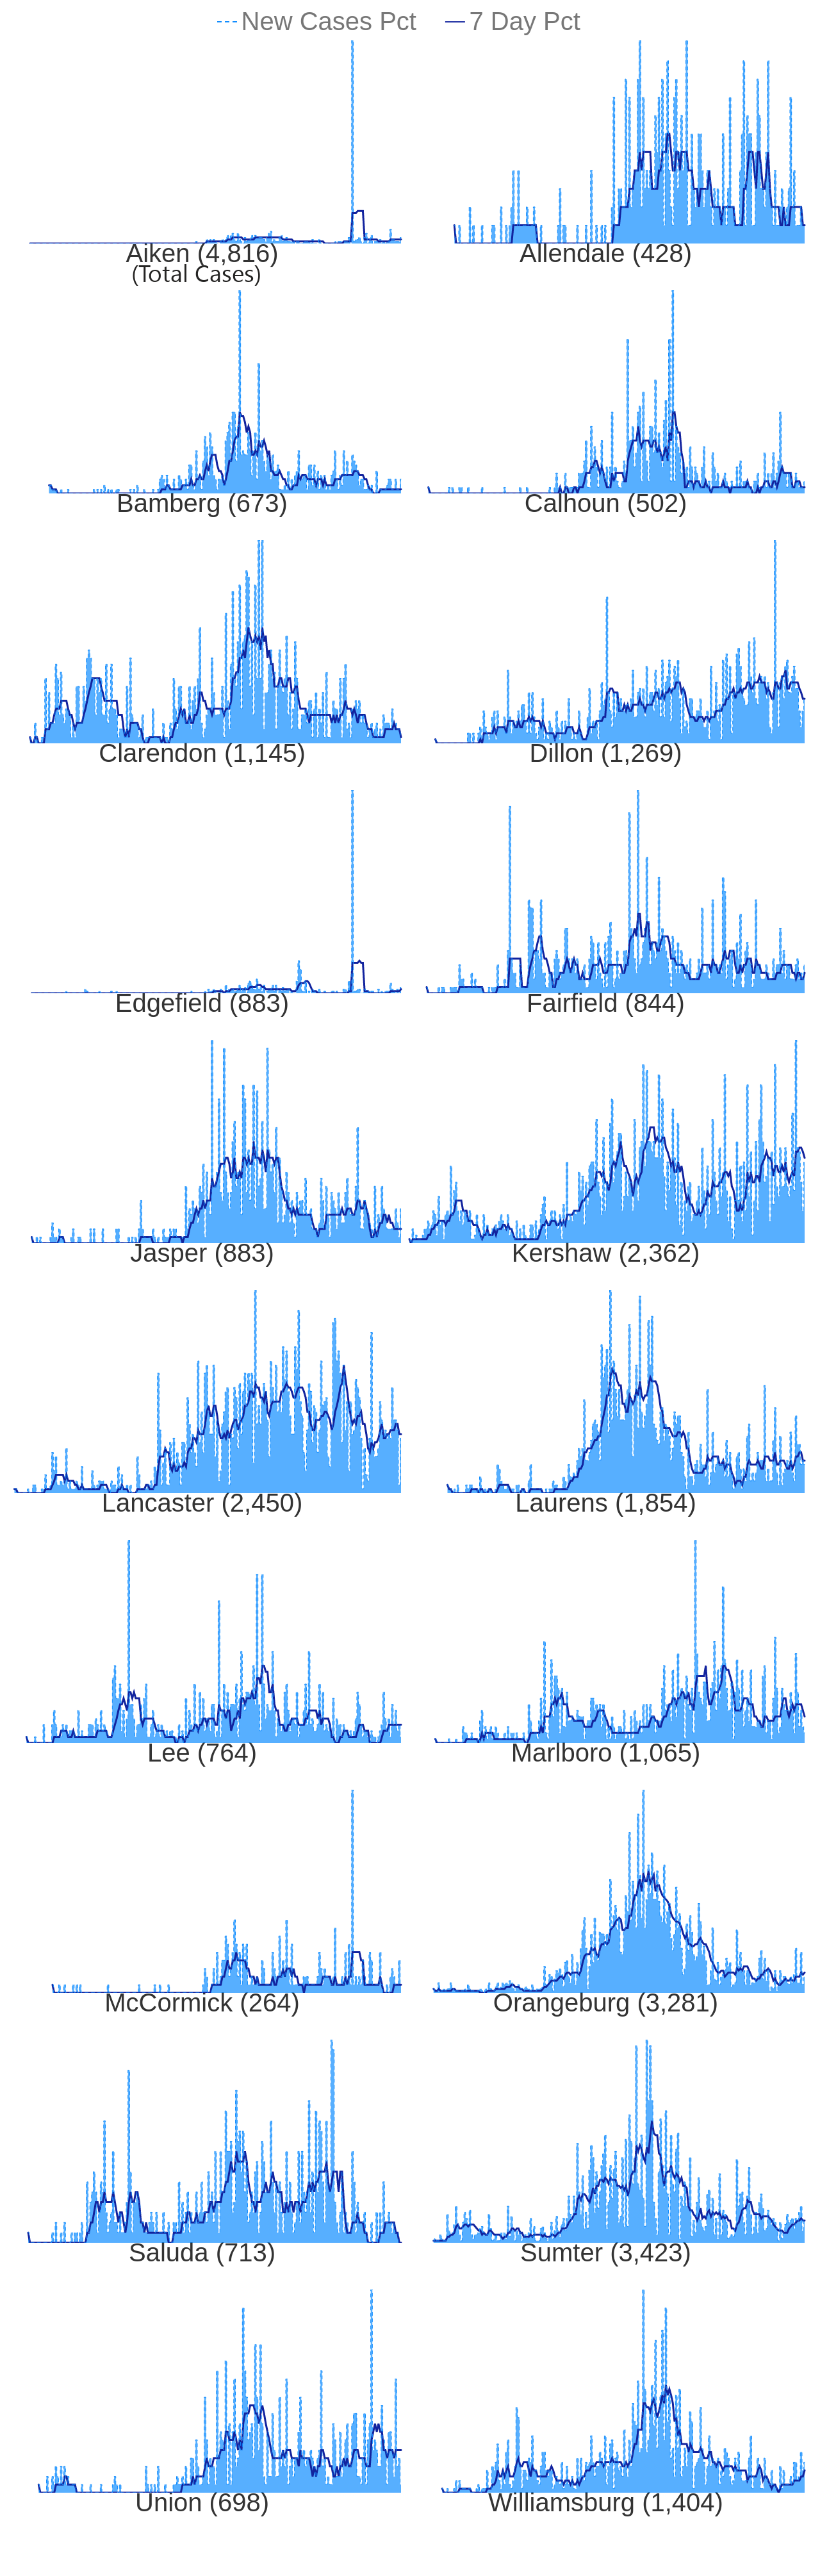 New Cases Pct 7 Day Pct
Aiken (4,816) Allendale (428)
(Total Cases)
Bamberg (673) Calhoun (502)
Clarendon (1,145) Dillon (1,269)
Edgefield (883) Fairfield (844)
Jasper (883) Kershaw (2,362)
Lancaster (2,450) Laurens (1,854)
Lee (764) Marlboro (1,065)
McCormick (264) Orangeburg (3,281)
Saluda (713) Sumter (3,423)
Union (698) Williamsburg (1,404)